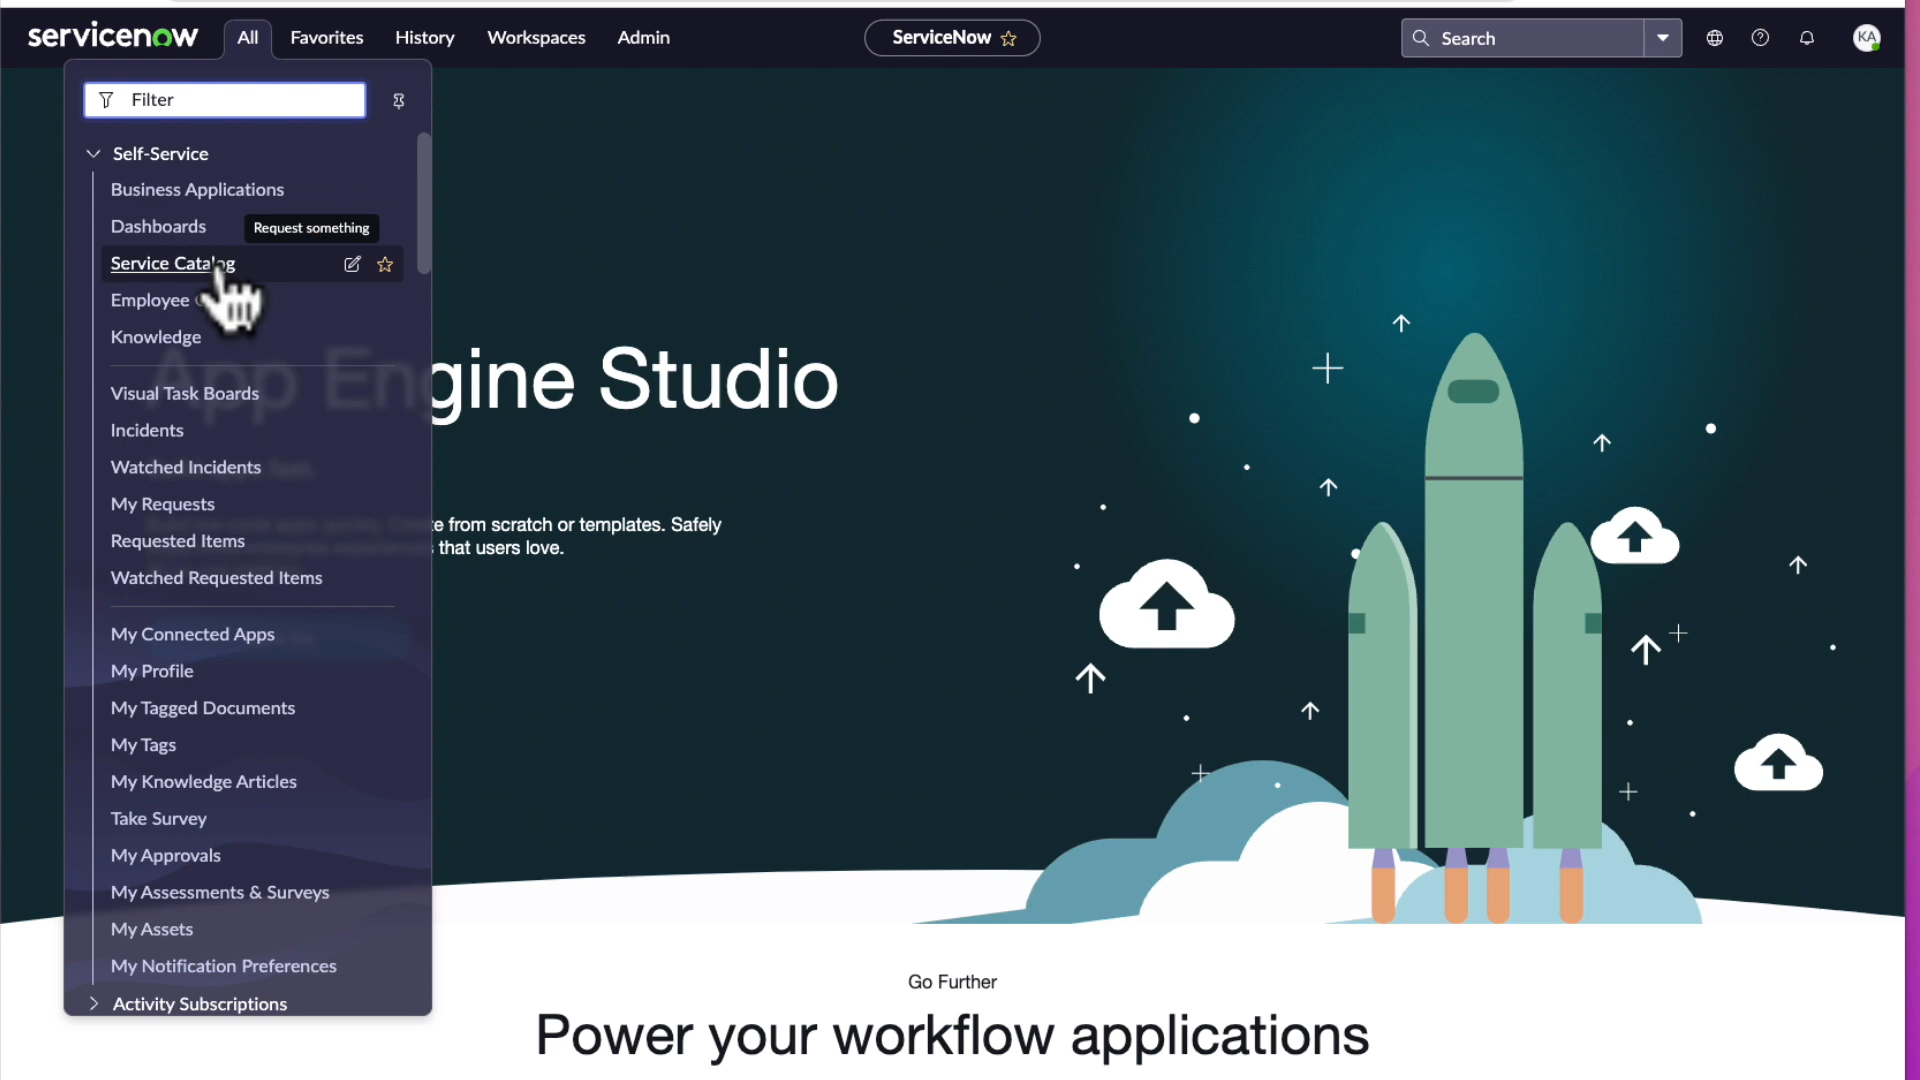 servicenow
All
Favorites
History
Workspaces
Admin
ServiceNow
Search
KA
Filter
Self-Service
Business Applications
Dashboards
Request something
Service Catalog
Employee
Knowledge
Visual Task Boards
Incidents
Watched Incidents
My Requests
Requested Items
Watched Requested Items
My Connected Apps
My Profile
My Tagged Documents
My Tags
My Knowledge Articles
Take Survey
My Approvals
My Assessments & Surveys
My Assets
My Notification Preferences
Activity Subscriptions
App Engine Studio
from scratch or templates. Safely
that users love.
Go Further
Power your workflow applications